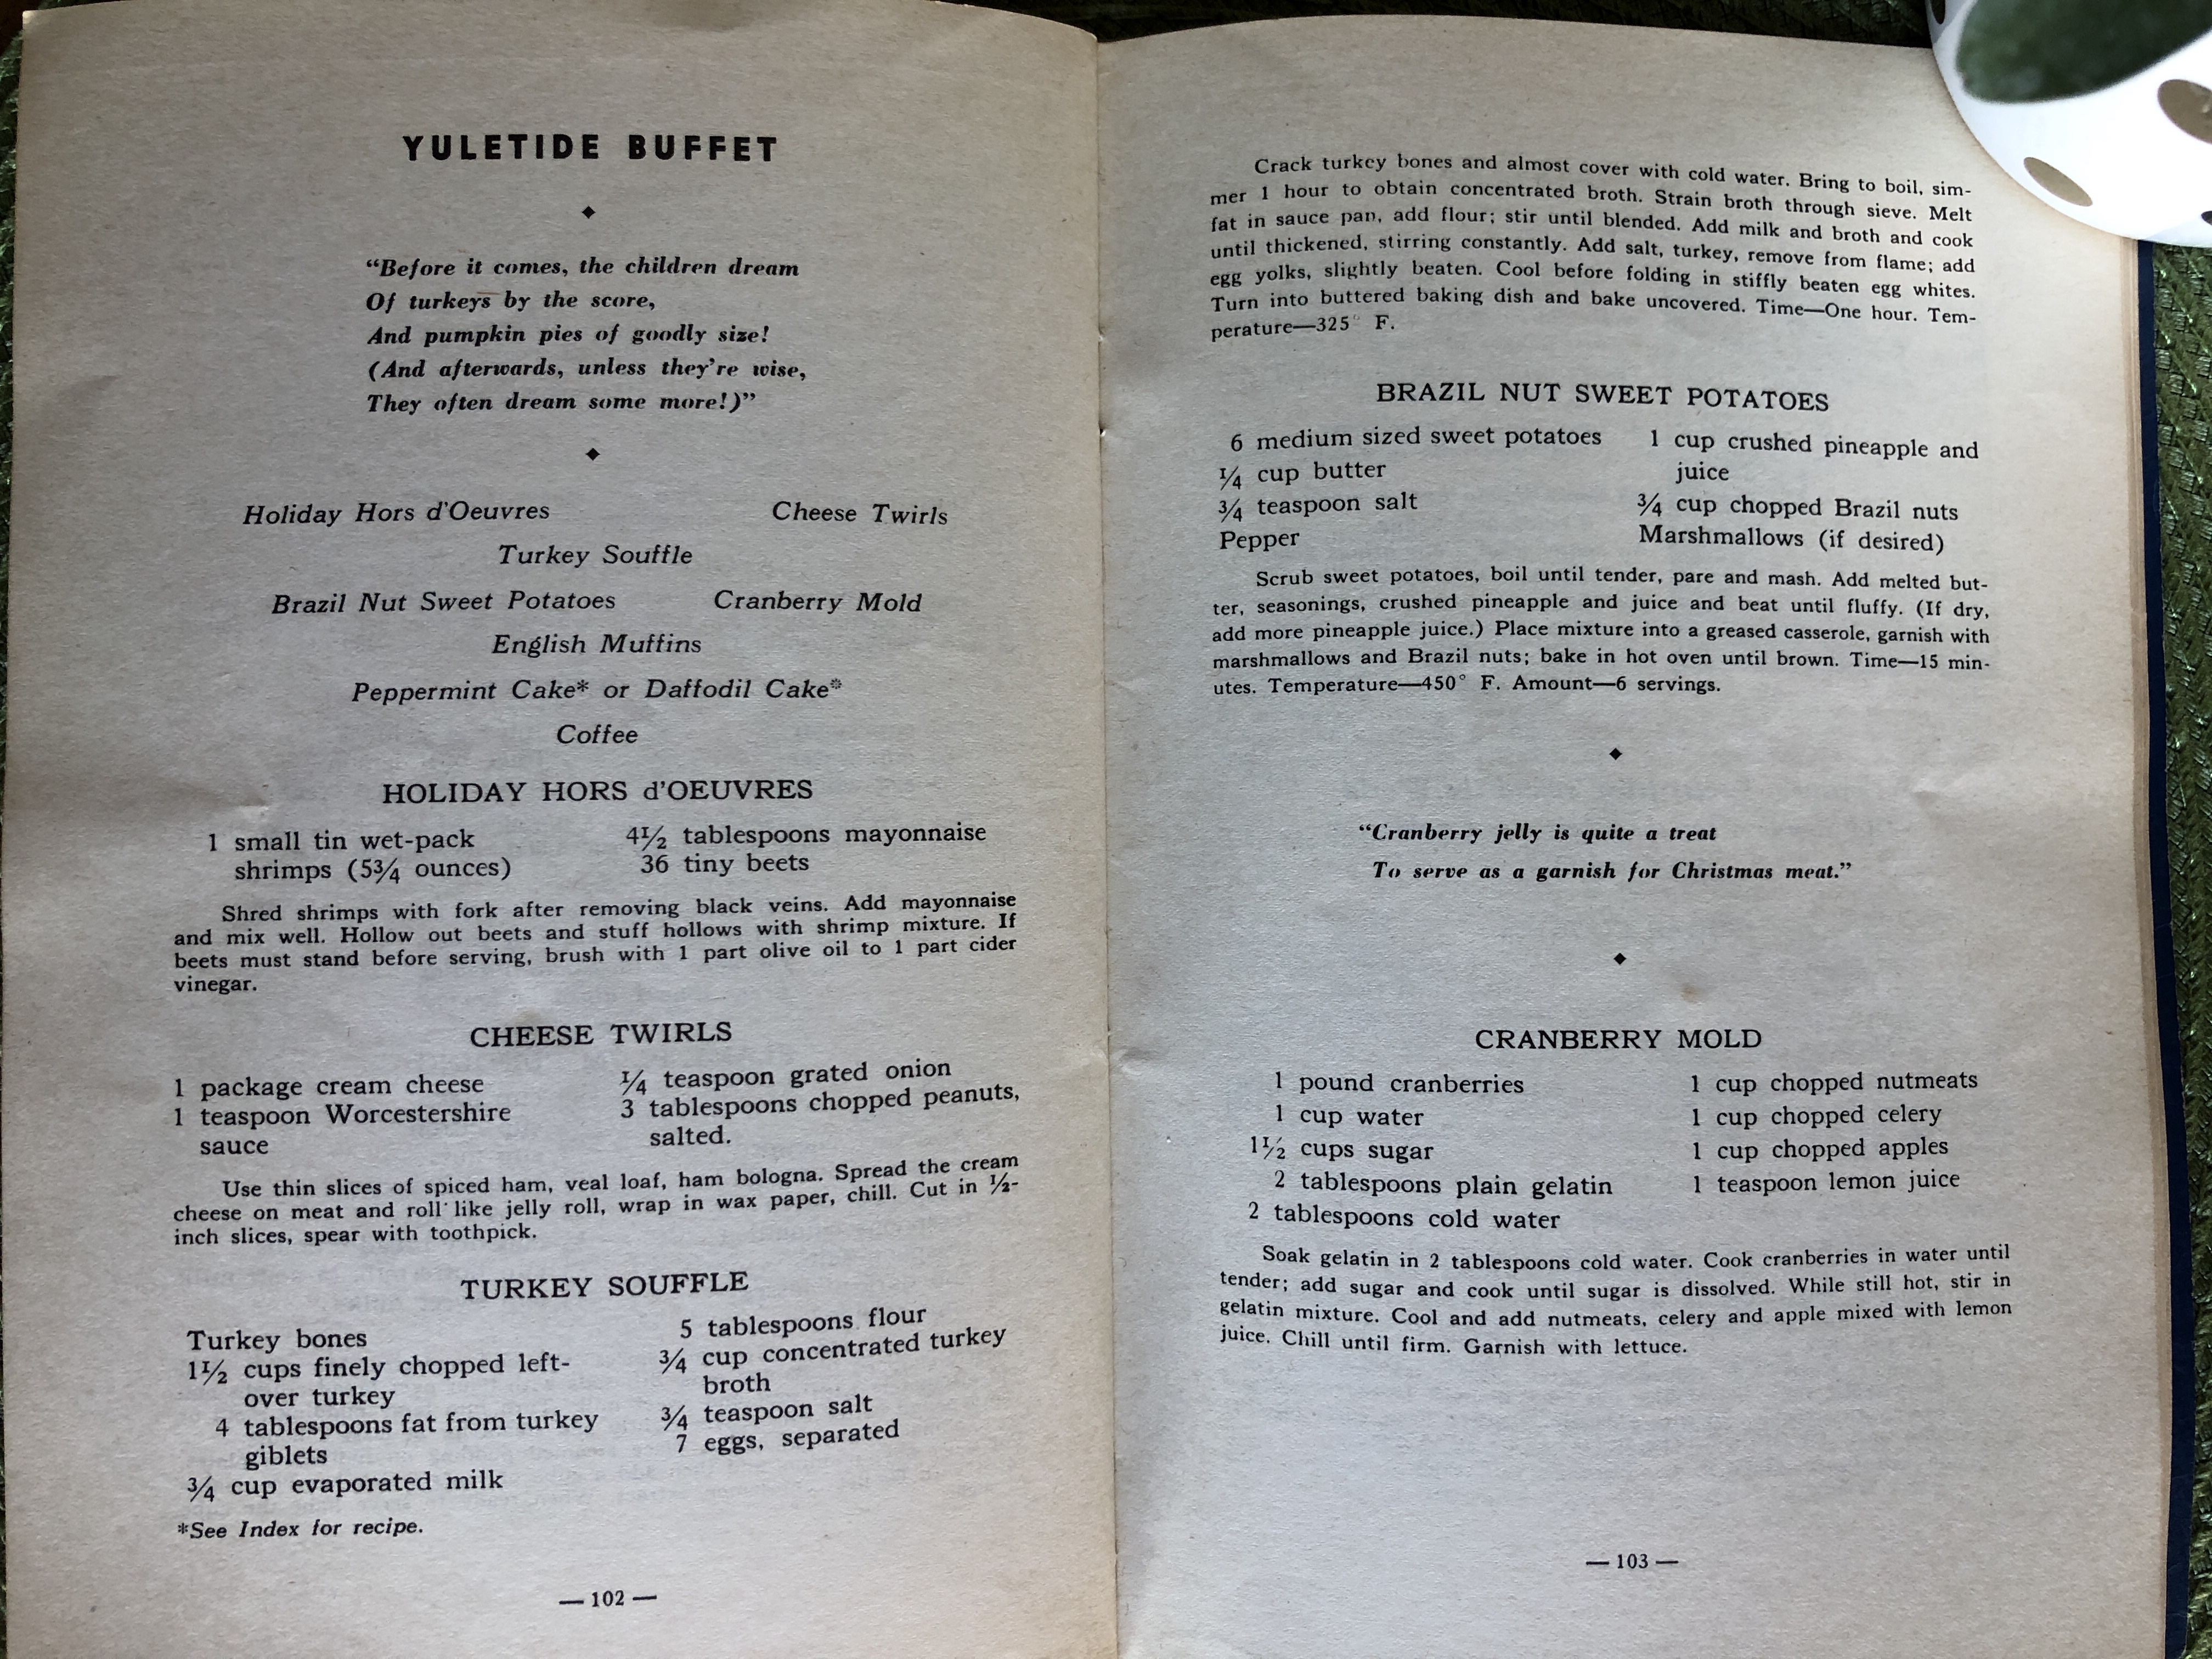 YULETIDE BUFFET
“Before it comes, the children dream
Of turkeys by the score,
And pumpkin pies of goodly size!
(And afterwards, unless they're wise,
They often dream some more!)”
Holiday Hors d'Oeuvres Cheese Twirls
Turkey Souffle
Brazil Nut Sweet Potatoes Cranberry Mold
English Muffins
Peppermint Cake* or Daffodil Cake*
Coffee
HOLIDAY HORS d'OEUVRES
1 small tin wet-pack
shrimps (5¾ ounces)
4½ tablespoons mayonnaise
36 tiny beets
Shred shrimps with fork after removing black veins. Add mayonnaise
and mix well. Hollow out beets and stuff hollows with shrimp mixture. If
beets must stand before serving, brush with 1 part olive oil to 1 part cider
vinegar.
CHEESE TWIRLS
1 package cream cheese
1 teaspoon Worcestershire
sauce
¼ teaspoon grated onion
3 tablespoons chopped peanuts,
salted.
Use thin slices of spiced ham, veal loaf, ham bologna. Spread the cream
cheese on meat and roll like jelly roll, wrap in wax paper, chill. Cut in ½-
inch slices, spear with toothpick.
TURKEY SOUFFLE
Turkey bones
1½ cups finely chopped left-
over turkey
4 tablespoons fat from turkey
giblets
¾ cup evaporated milk
5 tablespoons flour
¾ cup concentrated turkey
broth
¾ teaspoon salt
7 eggs, separated
*See Index for recipe.
— 102 —
Crack turkey bones and almost cover with cold water. Bring to boil, sim-
mer 1 hour to obtain concentrated broth. Strain broth through sieve. Melt
fat in sauce pan, add flour; stir until blended. Add milk and broth and cook
until thickened, stirring constantly. Add salt, turkey, remove from flame; add
egg yolks, slightly beaten. Cool before folding in stiffly beaten egg whites.
Turn into buttered baking dish and bake uncovered. Time—One hour. Tem-
perature—325° F.
BRAZIL NUT SWEET POTATOES
6 medium sized sweet potatoes
¼ cup butter
¾ teaspoon salt
Pepper
1 cup crushed pineapple and
juice
¾ cup chopped Brazil nuts
Marshmallows (if desired)
Scrub sweet potatoes, boil until tender, pare and mash. Add melted but-
ter, seasonings, crushed pineapple and juice and beat until fluffy. (If dry,
add more pineapple juice.) Place mixture into a greased casserole, garnish with
marshmallows and Brazil nuts; bake in hot oven until brown. Time—15 min-
utes. Temperature—450° F. Amount—6 servings.
“Cranberry jelly is quite a treat
To serve as a garnish for Christmas meat.”
CRANBERRY MOLD
1 pound cranberries
1 cup water
1½ cups sugar
2 tablespoons plain gelatin
2 tablespoons cold water
1 cup chopped nutmeats
1 cup chopped celery
1 cup chopped apples
1 teaspoon lemon juice
Soak gelatin in 2 tablespoons cold water. Cook cranberries in water until
tender; add sugar and cook until sugar is dissolved. While still hot, stir in
gelatin mixture. Cool and add nutmeats, celery and apple mixed with lemon
juice. Chill until firm. Garnish with lettuce.
— 103 —